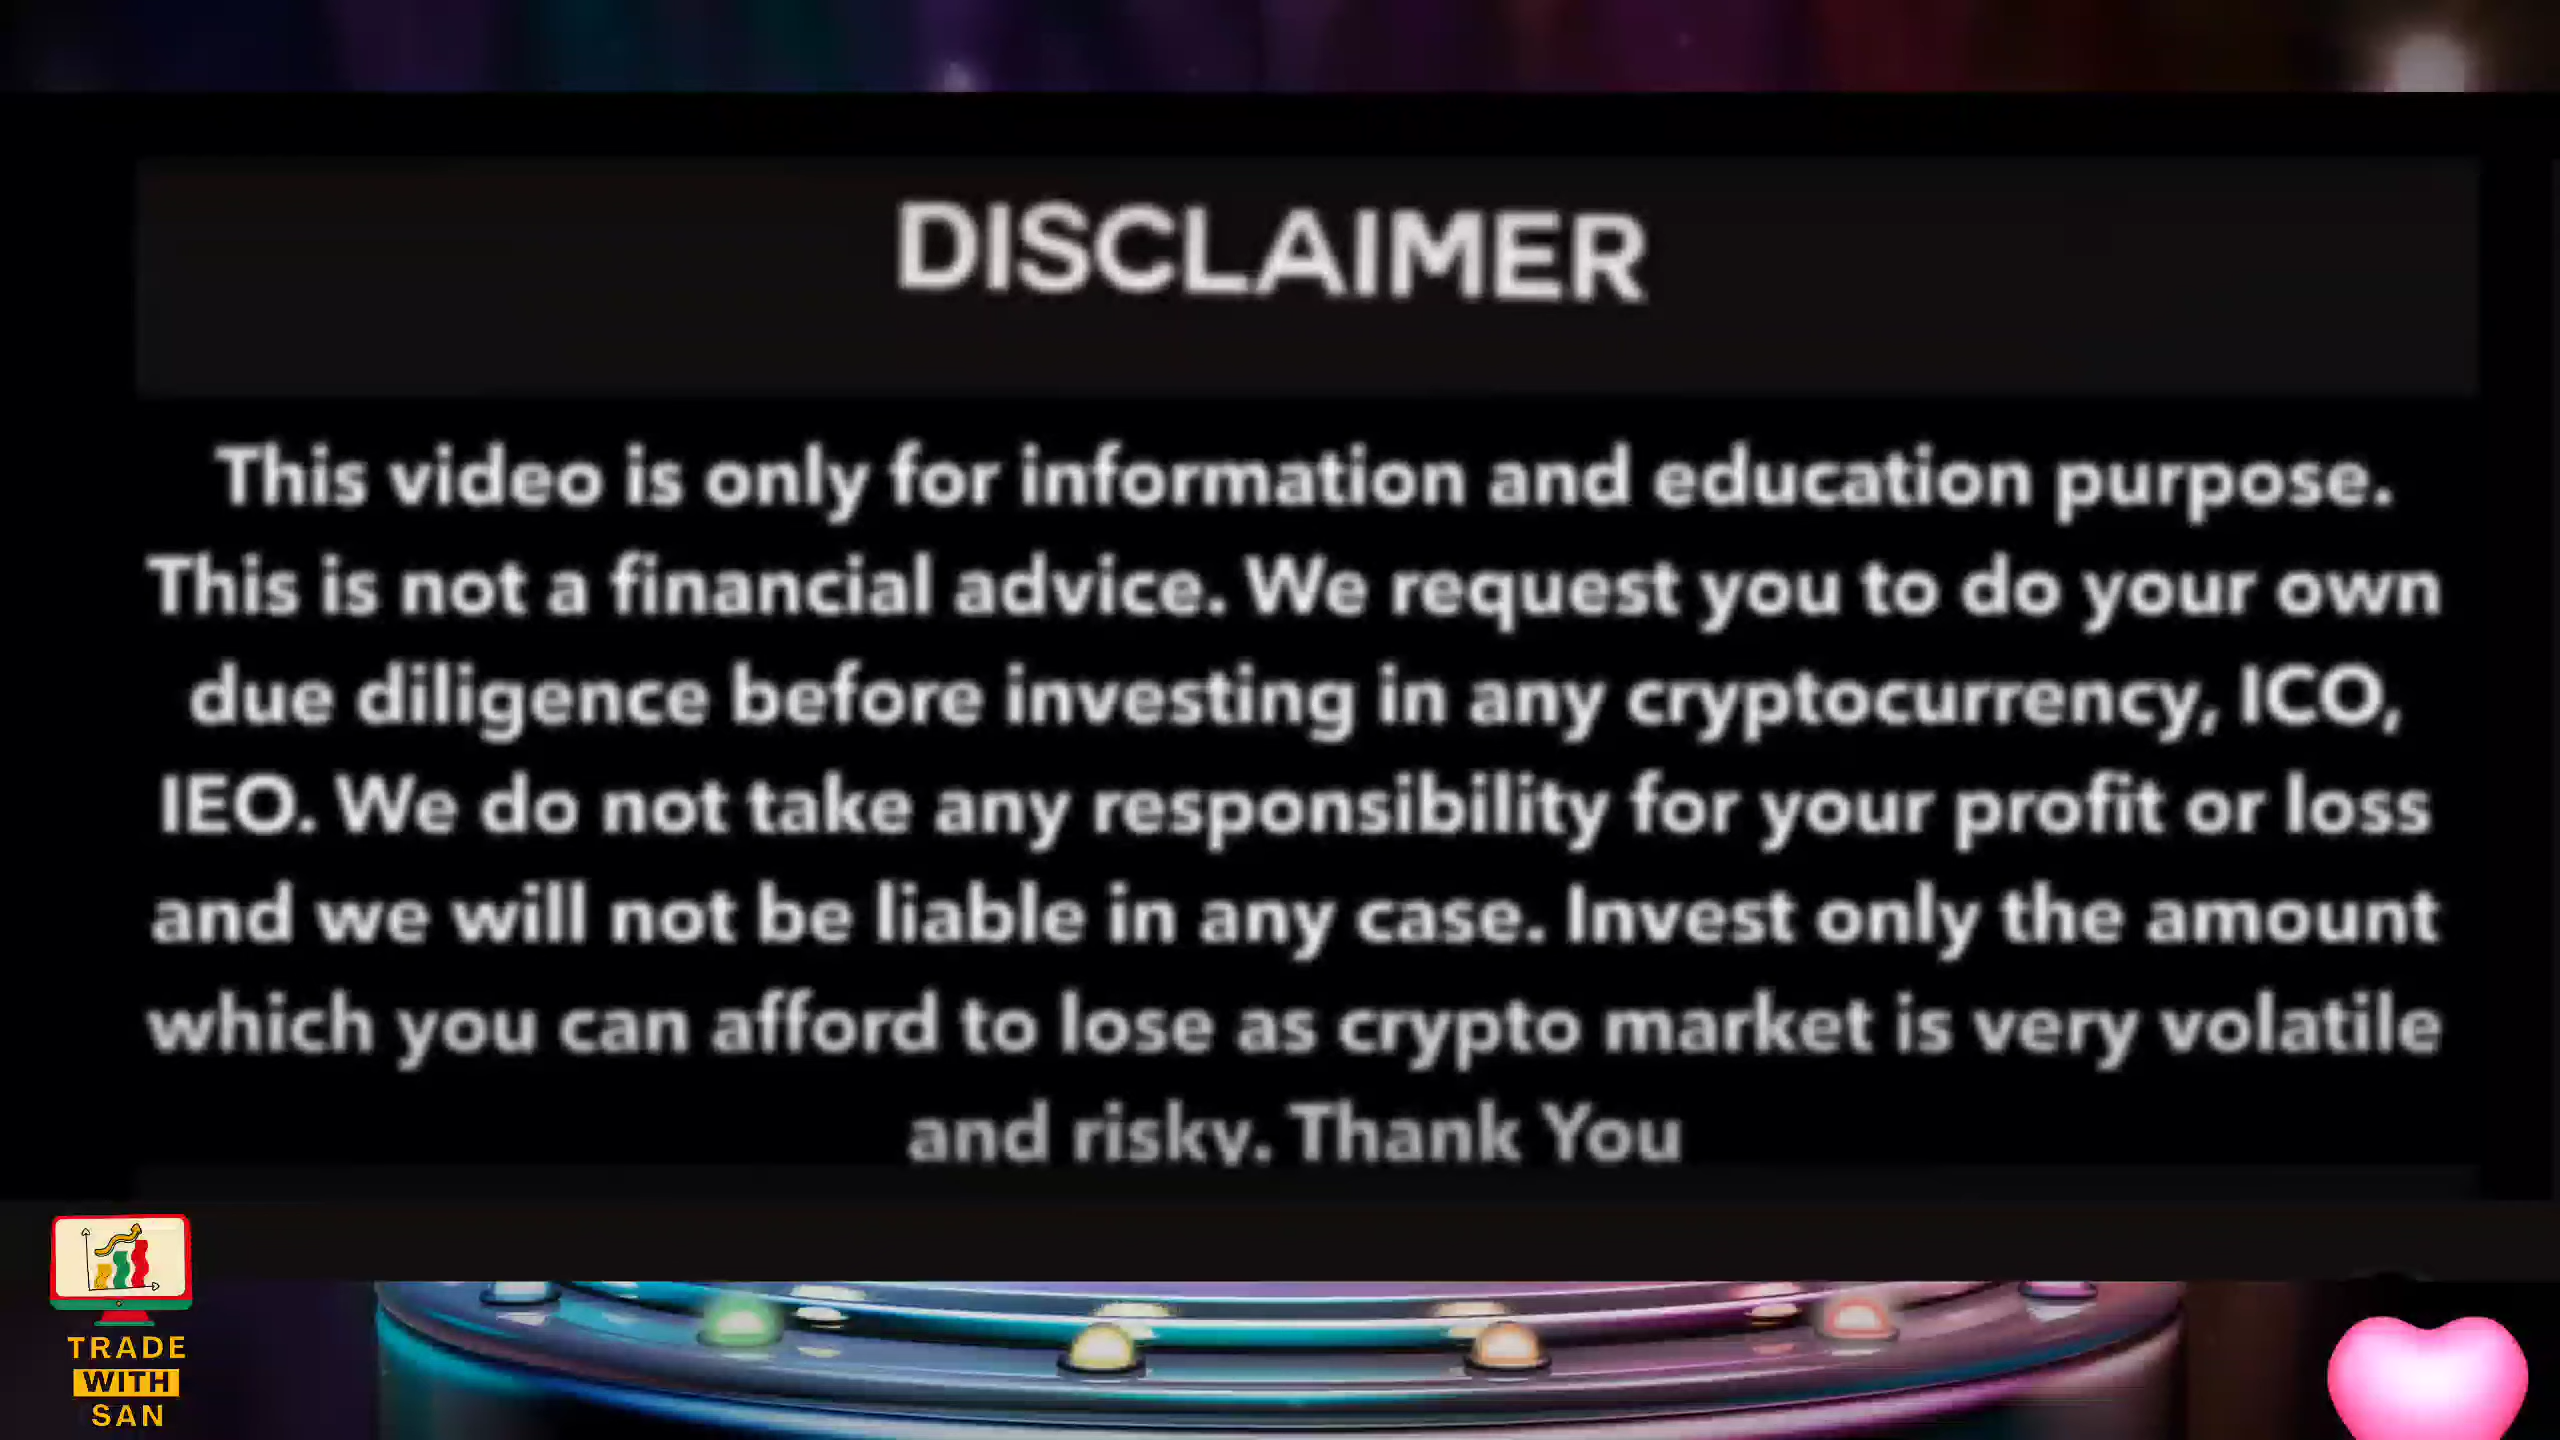 DISCLAIMER
This video is only for information and education purpose.
This is not a financial advice. We request you to do your own
due diligence before investing in any cryptocurrency, ICO,
IEO. We do not take any responsibility for your profit or loss
and we will not be liable in any case. Invest only the amount
which you can afford to lose as crypto market is very volatile
and risky. Thank You
TRADE
WITH
SAN